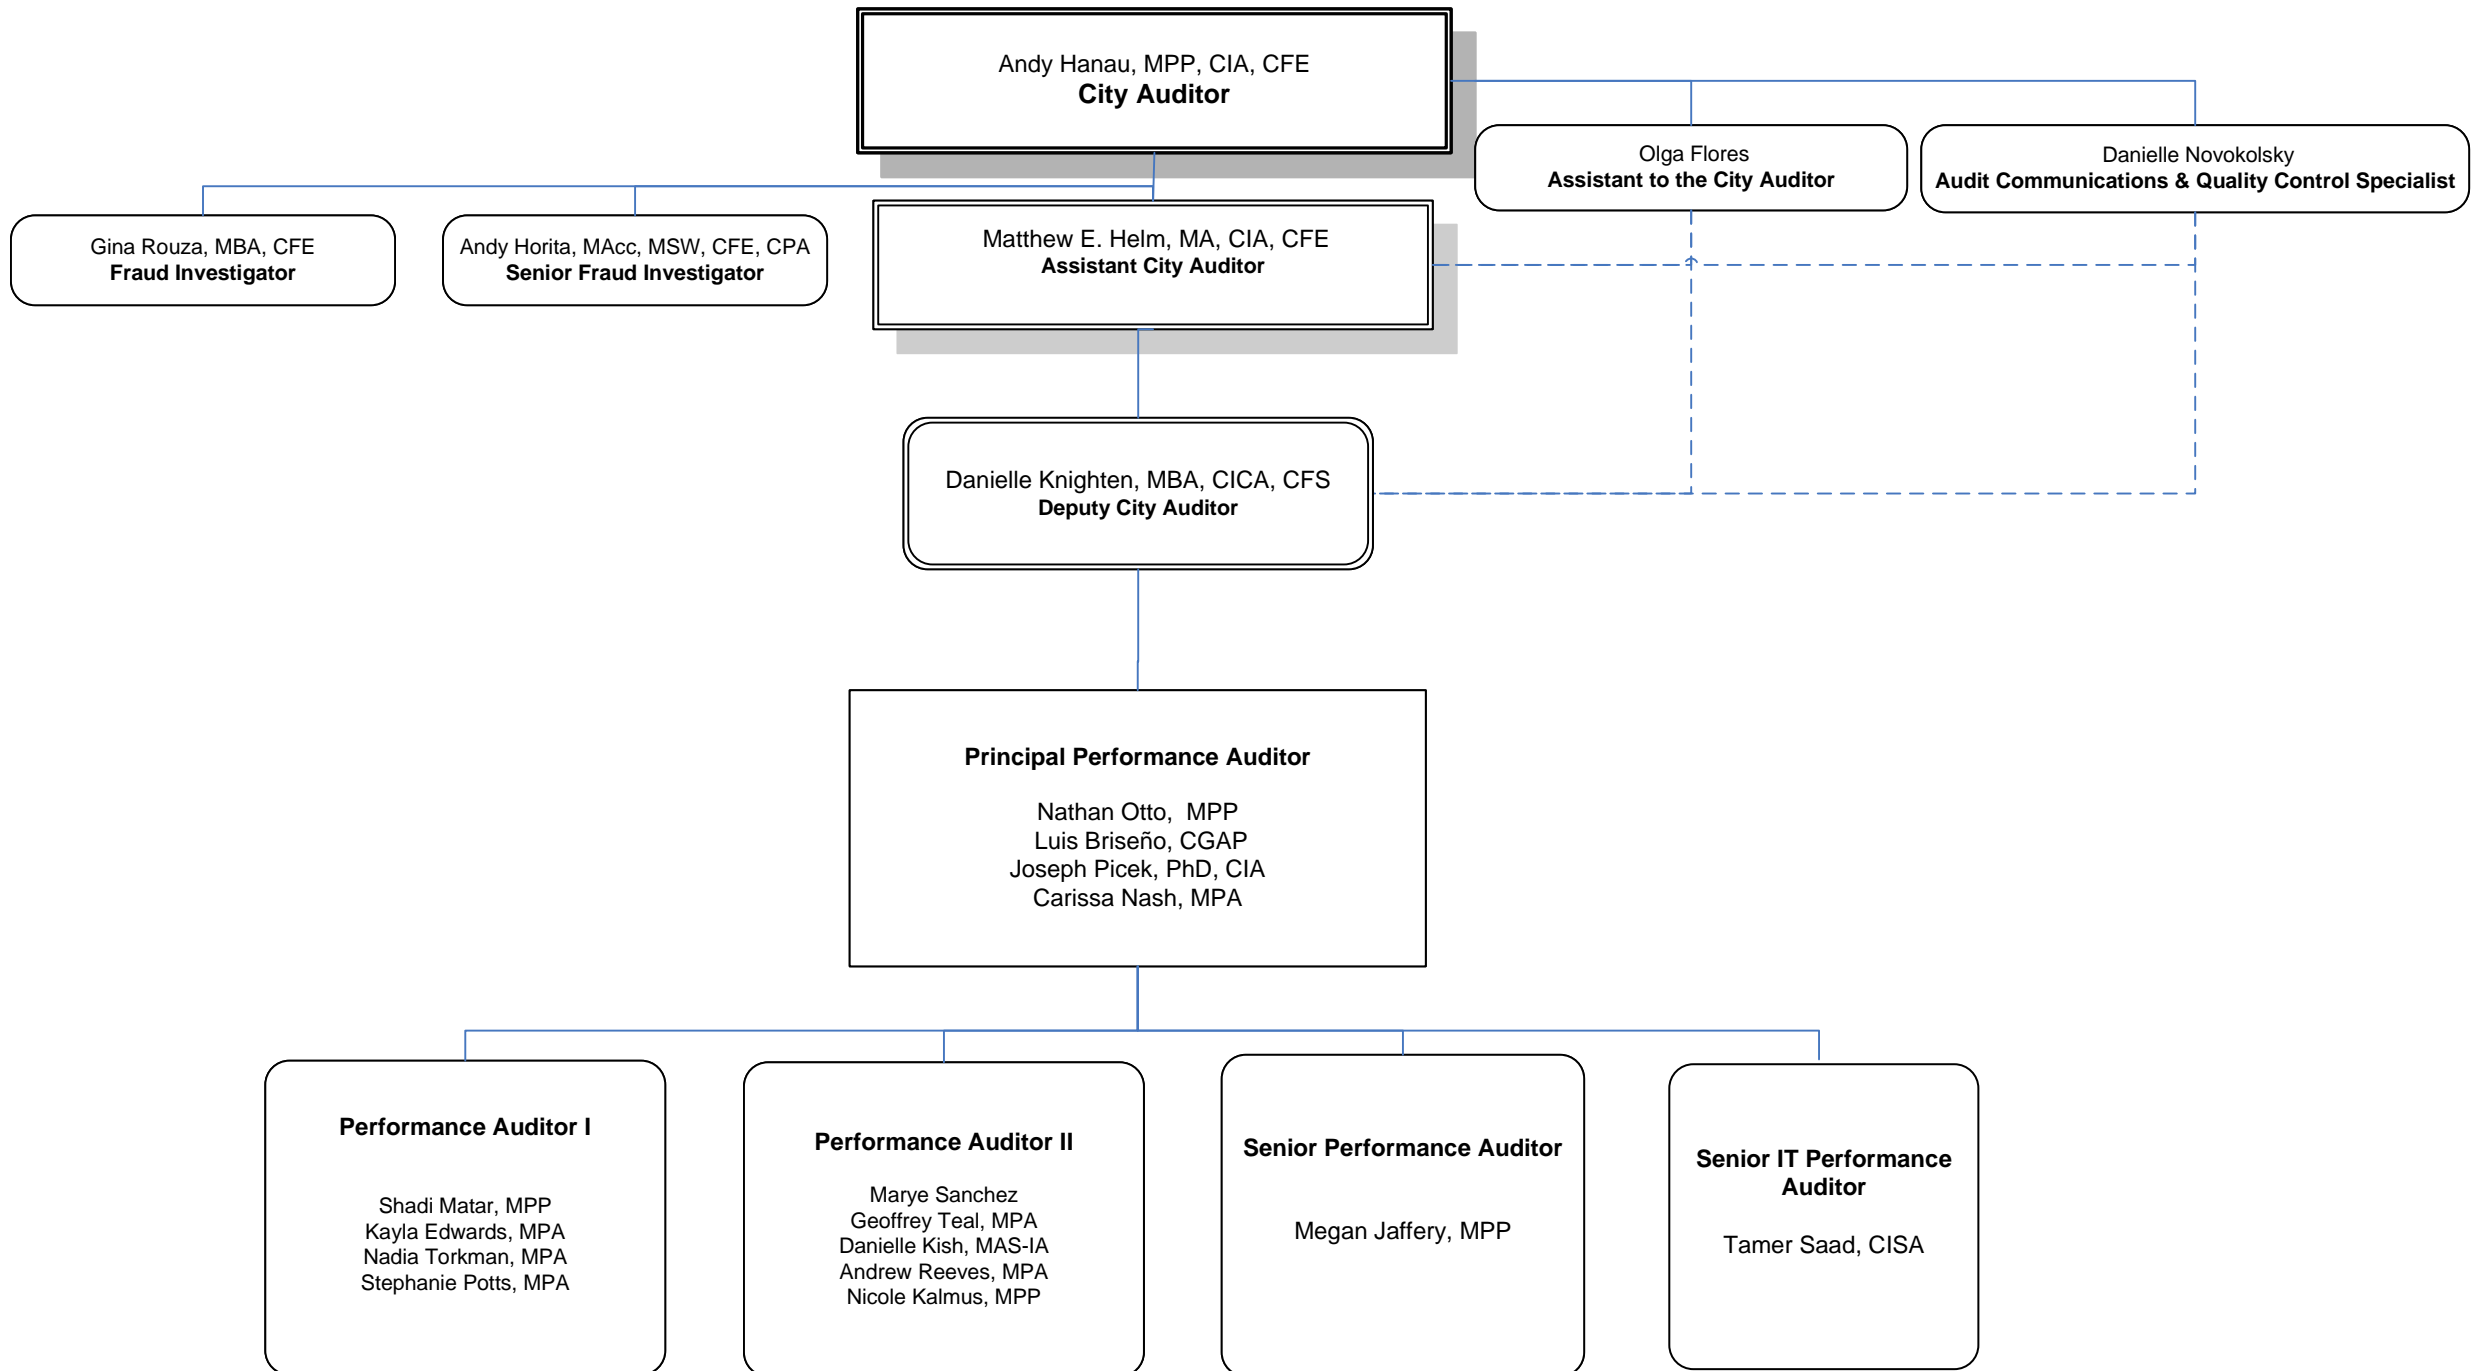 Andy Hanau, MPP, CIA, CFE
City Auditor
Olga Flores
Assistant to the City Auditor
Danielle Novokolsky
Audit Communications & Quality Control Specialist
Gina Rouza, MBA, CFE
Fraud Investigator
Andy Horita, MAcc, MSW, CFE, CPA
Senior Fraud Investigator
Matthew E. Helm, MA, CIA, CFE
Assistant City Auditor
Danielle Knighten, MBA, CICA, CFS
Deputy City Auditor
Principal Performance Auditor
Nathan Otto,  MPP
Luis Briseño, CGAP
Joseph Picek, PhD, CIA
Carissa Nash, MPA
Performance Auditor I
Shadi Matar, MPP
Kayla Edwards, MPA
Nadia Torkman, MPA
Stephanie Potts, MPA
Performance Auditor II
Marye Sanchez
Geoffrey Teal, MPA
Danielle Kish, MAS-IA
Andrew Reeves, MPA
Nicole Kalmus, MPP
Senior Performance Auditor
Megan Jaffery, MPP
Senior IT Performance
Auditor
Tamer Saad, CISA